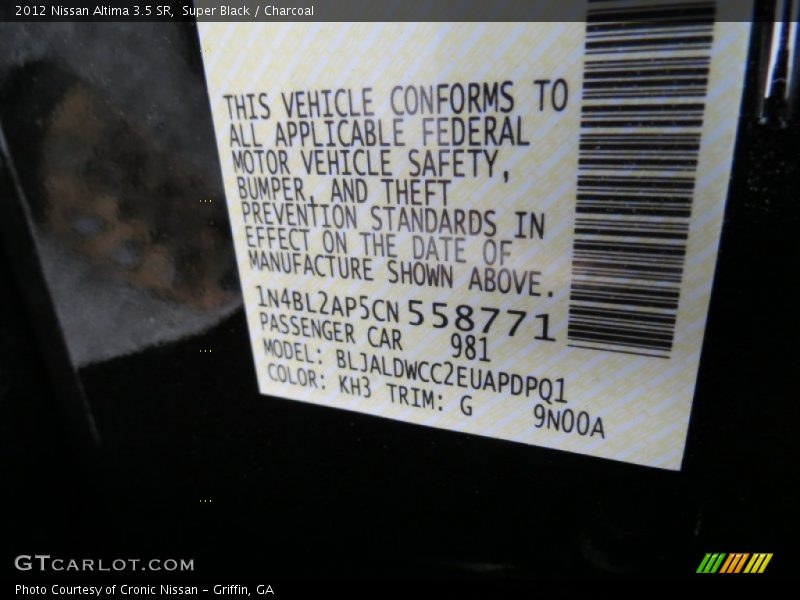 2012 Nissan Altima 3.5 SR, Super Black / Charcoal
THIS VEHICLE CONFORMS TO
ALL APPLICABLE FEDERAL
MOTOR VEHICLE SAFETY,
BUMPER, AND THEFT
PREVENTION STANDARDS IN
EFFECT ON THE DATE OF
MANUFACTURE SHOWN ABOVE.
1N4BL2AP5CN 558771
PASSENGER CAR 981
MODEL: BLJALDWCC2EUAPDPQ1
COLOR: KH3 TRIM: G 9N00A
GTCARLOT.COM
Photo Courtesy of Cronic Nissan - Griffin, GA